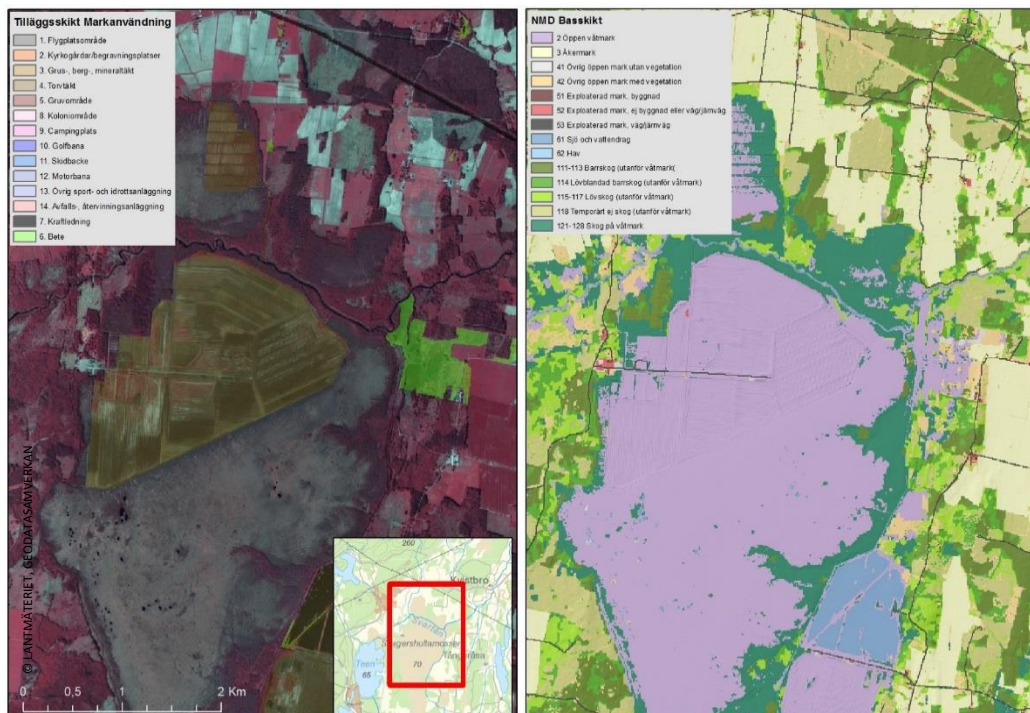 Tilläggsskikt Markanvändning
1. Flygplatsområde
2. Kyrkogårdar/begravningsplatser
3. Grus-, berg-, mineraltäkt
4. Torvtäkt
5. Gruvområde
8. Koloniområde
9. Campingplats
10. Golfbana
11. Skidbacke
12. Motorbana
13. Övrig sport- och idrottsanläggning
14. Avfalls-, återvinningsanläggning
7. Kraftledning
6. Bete
© LANTMÄTERIET, GEODATASAMVERKAN
0 0,5 1 2 Km
260
Kvistbro
Svartån
Teen
65
70
NMD Basskikt
2 Öppen våtmark
3 Åkermark
41 Övrig öppen mark utan vegetation
42 Övrig öppen mark med vegetation
51 Exploaterad mark, byggnad
52 Exploaterad mark, ej byggnad eller väg/järnväg
53 Exploaterad mark, väg/järnväg
61 Sjö och vattendrag
62 Hav
111-113 Barrskog (utanför våtmark(
114 Lövblandad barrskog (utanför våtmark)
115-117 Lövskog (utanför våtmark)
118 Temporärt ej skog (utanför våtmark)
121-128 Skog på våtmark